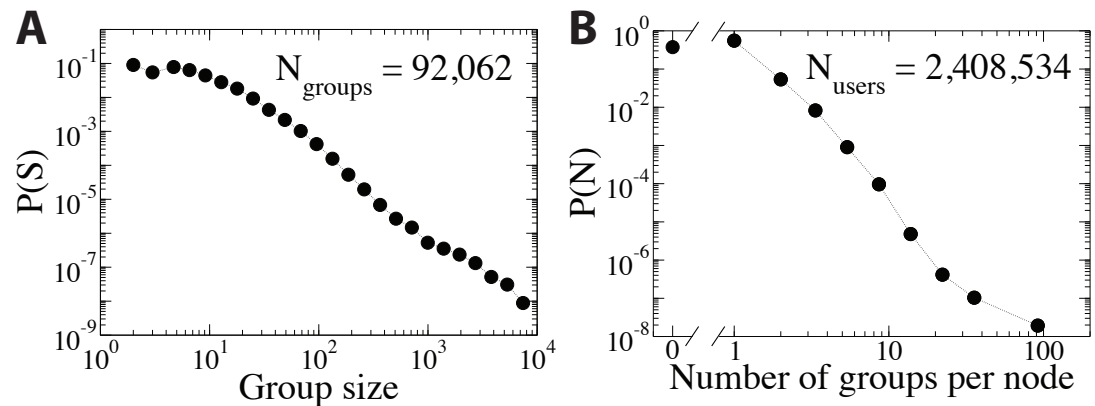 A
N_groups = 92,062
P(S)
10^-1
10^-3
10^-5
10^-7
10^-9
10^0 10^1 10^2 10^3 10^4
Group size
B
N_users = 2,408,534
P(N)
10^0
10^-2
10^-4
10^-6
10^-8
0 1 10 100
Number of groups per node